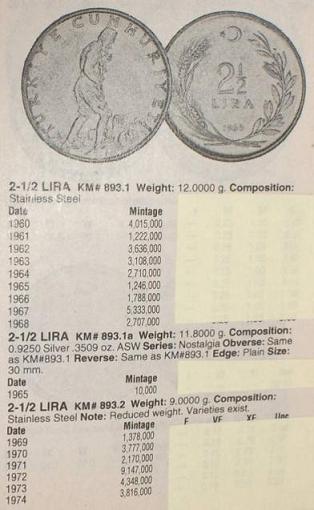 TÜRKİYE CUMHURİYETİ
2½
LIRA
2-1/2 LIRA KM# 893.1 Weight: 12.0000 g. Composition:
Stainless Steel
Date Mintage
1960 4,015,000
1961 1,222,000
1962 3,636,000
1963 3,108,000
1964 2,710,000
1965 1,246,000
1966 1,788,000
1967 5,333,000
1968 2,707,000
2-1/2 LIRA KM# 893.1a Weight: 11.8000 g. Composition:
0.9250 Silver .3509 oz. ASW Series: Nostalgia Obverse: Same
as KM#893.1 Reverse: Same as KM#893.1 Edge: Plain Size:
30 mm.
Date Mintage
1965 10,000
2-1/2 LIRA KM# 893.2 Weight: 9.0000 g. Composition:
Stainless Steel Note: Reduced weight. Varieties exist.
Date Mintage F VF XF Unc
1969 1,378,000
1970 3,777,000
1971 2,170,000
1972 9,147,000
1973 4,348,000
1974 3,816,000